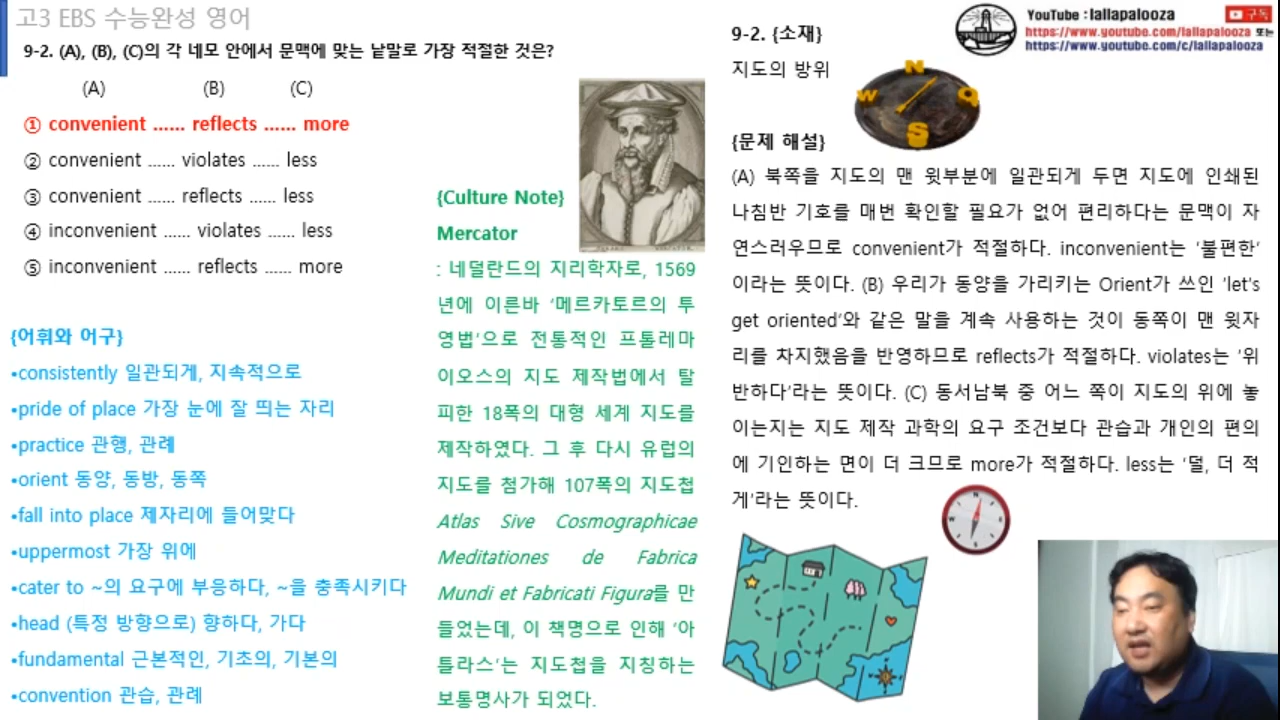 고3 EBS 수능완성 영어
9-2. (A), (B), (C)의 각 네모 안에서 문맥에 맞는 낱말로 가장 적절한 것은?
(A) (B) (C)
① convenient ...... reflects ...... more
② convenient ...... violates ...... less
③ convenient ...... reflects ...... less
④ inconvenient ...... violates ...... less
⑤ inconvenient ...... reflects ...... more
{어휘와 어구}
•consistently 일관되게, 지속적으로
•pride of place 가장 눈에 잘 띄는 자리
•practice 관행, 관례
•orient 동양, 동방, 동쪽
•fall into place 제자리에 들어맞다
•uppermost 가장 위에
•cater to ~의 요구에 부응하다, ~을 충족시키다
•head (특정 방향으로) 향하다, 가다
•fundamental 근본적인, 기초의, 기본의
•convention 관습, 관례
{Culture Note}
Mercator
: 네덜란드의 지리학자로, 1569
년에 이른바 ‘메르카토르의 투
영법’으로 전통적인 프톨레마
이오스의 지도 제작법에서 탈
피한 18폭의 대형 세계 지도를
제작하였다. 그 후 다시 유럽의
지도를 첨가해 107폭의 지도첩
Atlas Sive Cosmographicae
Meditationes de Fabrica
Mundi et Fabricati Figura를 만
들었는데, 이 책명으로 인해 ‘아
틀라스’는 지도첩을 지칭하는
보통명사가 되었다.
9-2. {소재}
지도의 방위
{문제 해설}
(A) 북쪽을 지도의 맨 윗부분에 일관되게 두면 지도에 인쇄된
나침반 기호를 매번 확인할 필요가 없어 편리하다는 문맥이 자
연스러우므로 convenient가 적절하다. inconvenient는 ‘불편한’
이라는 뜻이다. (B) 우리가 동양을 가리키는 Orient가 쓰인 ‘let's
get oriented’와 같은 말을 계속 사용하는 것이 동쪽이 맨 윗자
리를 차지했음을 반영하므로 reflects가 적절하다. violates는 ‘위
반하다’라는 뜻이다. (C) 동서남북 중 어느 쪽이 지도의 위에 놓
이는지는 지도 제작 과학의 요구 조건보다 관습과 개인의 편의
에 기인하는 면이 더 크므로 more가 적절하다. less는 ‘덜, 더 적
게’라는 뜻이다.
YouTube : lallapalooza
구독
https://www.youtube.com/lallapalooza 또는
https://www.youtube.com/c/lallapalooza
N
W
S
N
W
E
S